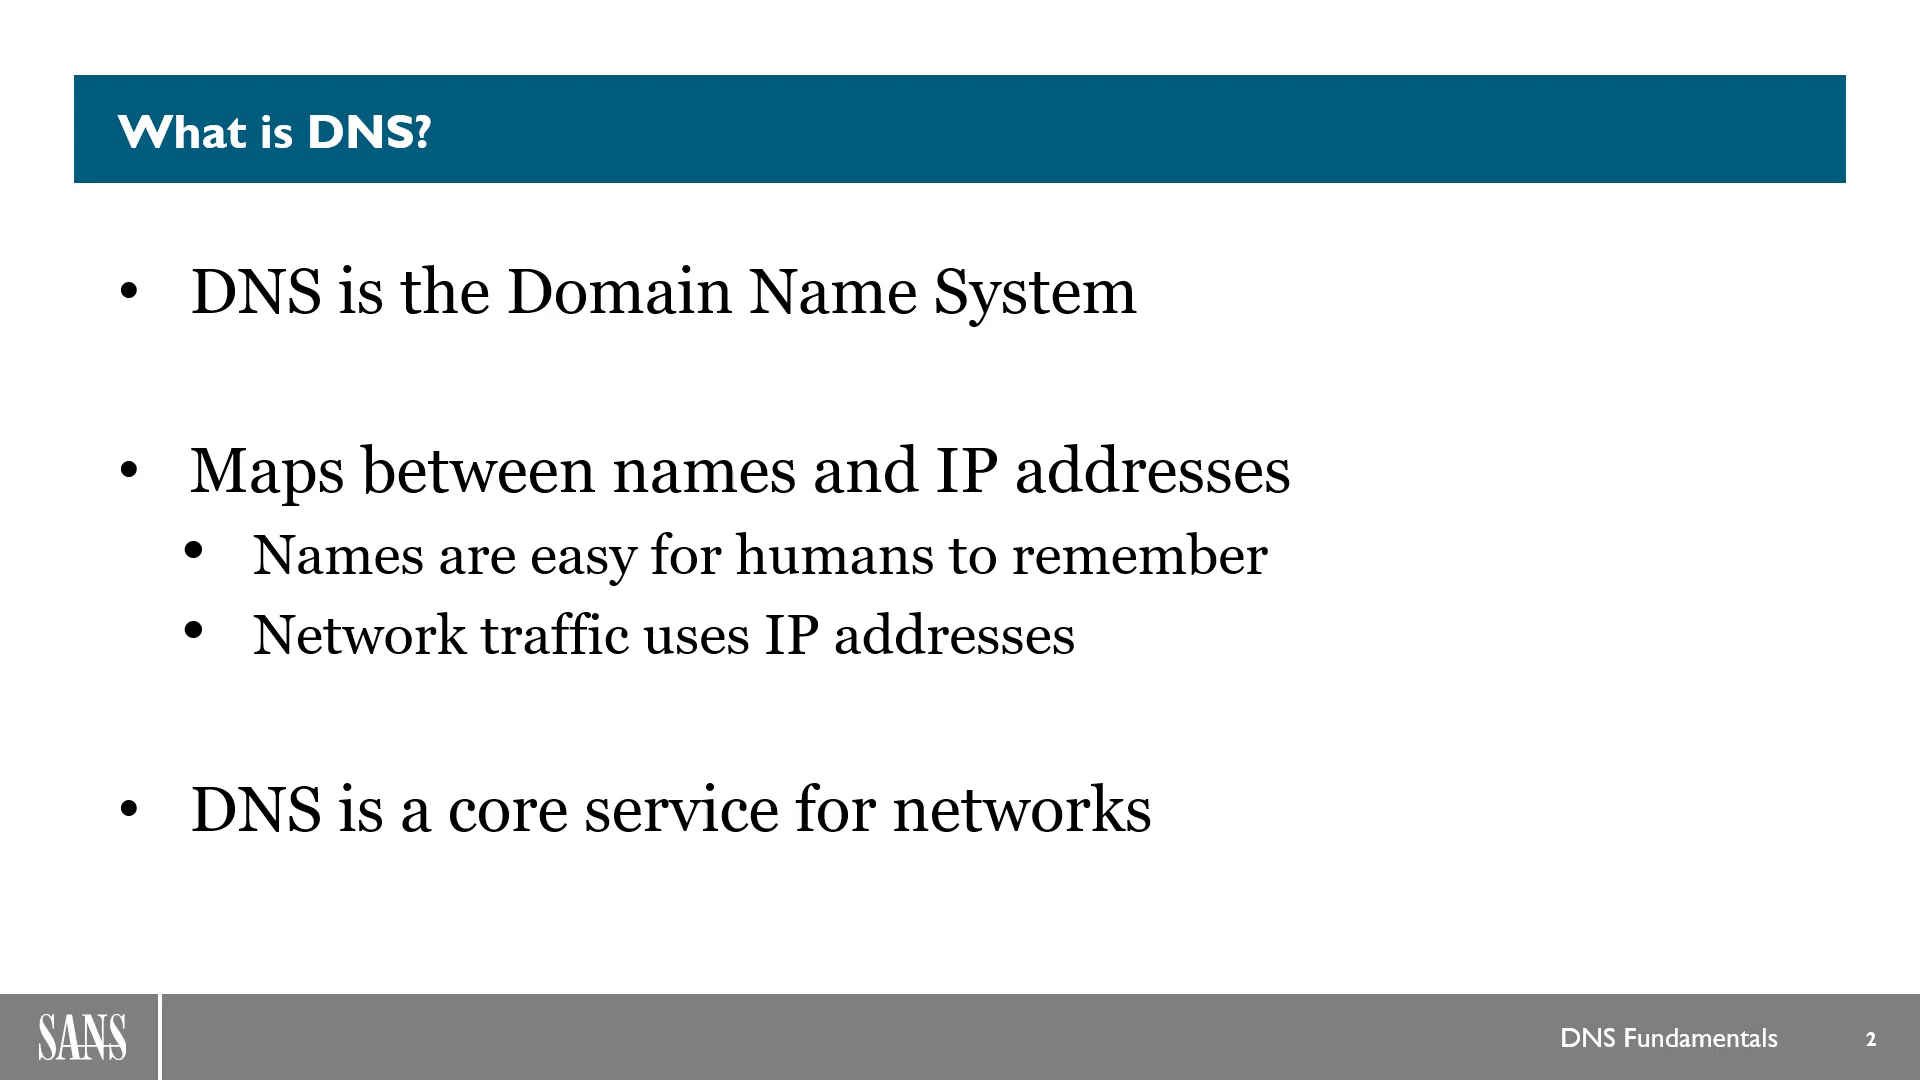 What is DNS?
• DNS is the Domain Name System
• Maps between names and IP addresses
• Names are easy for humans to remember
• Network traffic uses IP addresses
• DNS is a core service for networks
SANS
DNS Fundamentals 2